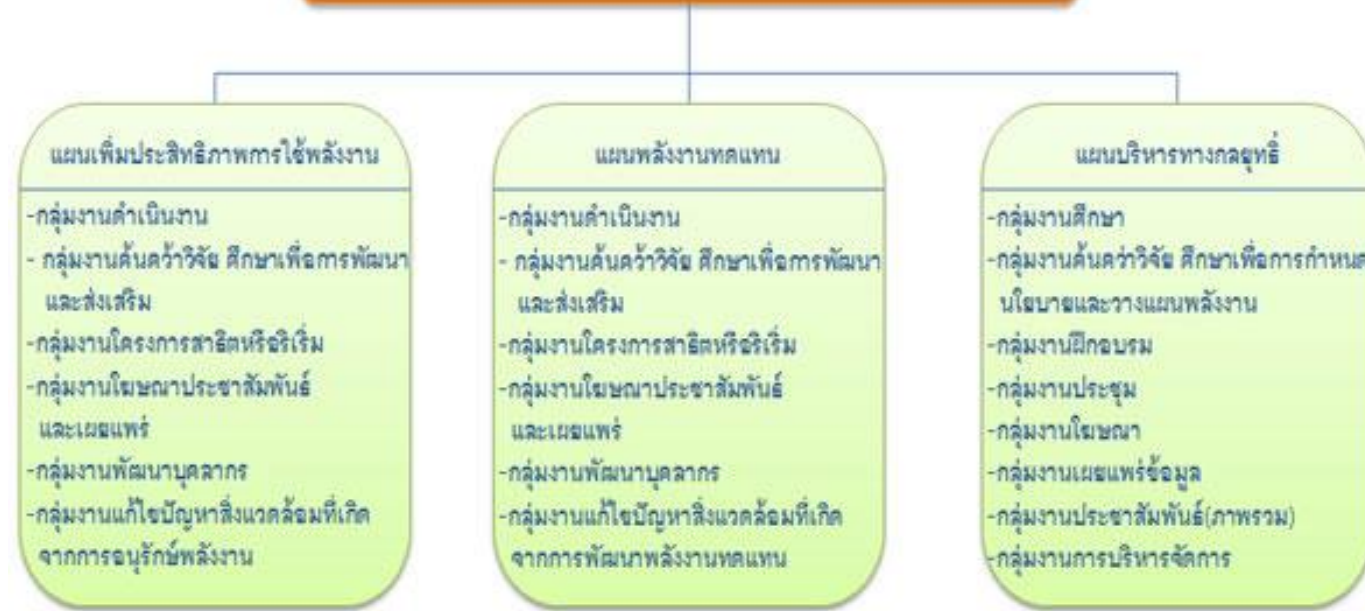 แผนเพิ่มประสิทธิภาพการใช้พลังงาน
-กลุ่มงานดำเนินงาน
- กลุ่มงานค้นคว้าวิจัย ศึกษาเพื่อการพัฒนา
และส่งเสริม
-กลุ่มงานโครงการสาธิตหรือริเริ่ม
-กลุ่มงานโฆษณาประชาสัมพันธ์
และเผยแพร่
-กลุ่มงานพัฒนาบุคลากร
-กลุ่มงานแก้ไขปัญหาสิ่งแวดล้อมที่เกิด
จากการอนุรักษ์พลังงาน
แผนพลังงานทดแทน
-กลุ่มงานดำเนินงาน
- กลุ่มงานค้นคว้าวิจัย ศึกษาเพื่อการพัฒนา
และส่งเสริม
-กลุ่มงานโครงการสาธิตหรือริเริ่ม
-กลุ่มงานโฆษณาประชาสัมพันธ์
และเผยแพร่
-กลุ่มงานพัฒนาบุคลากร
-กลุ่มงานแก้ไขปัญหาสิ่งแวดล้อมที่เกิด
จากการพัฒนาพลังงานทดแทน
แผนบริหารทางกลยุทธิ์
-กลุ่มงานศึกษา
-กลุ่มงานค้นคว่าวิจัย ศึกษาเพื่อการกำหนด
นโยบายและวางแผนพลังงาน
-กลุ่มงานฝึกอบรม
-กลุ่มงานประชุม
-กลุ่มงานโฆษณา
-กลุ่มงานเผยแพร่ข้อมูล
-กลุ่มงานประชาสัมพันธ์(ภาพรวม)
-กลุ่มงานการบริหารจัดการ